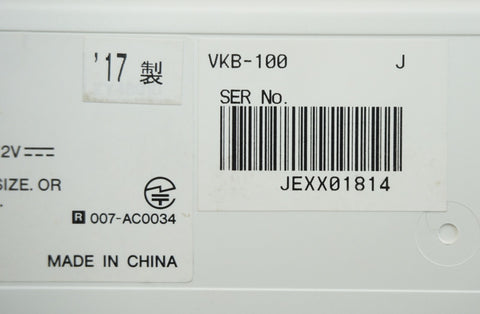 '17 製
2V⎓
SIZE. OR
R 007-AC0034
MADE IN CHINA
VKB-100 J
SER No.
JEXX01814